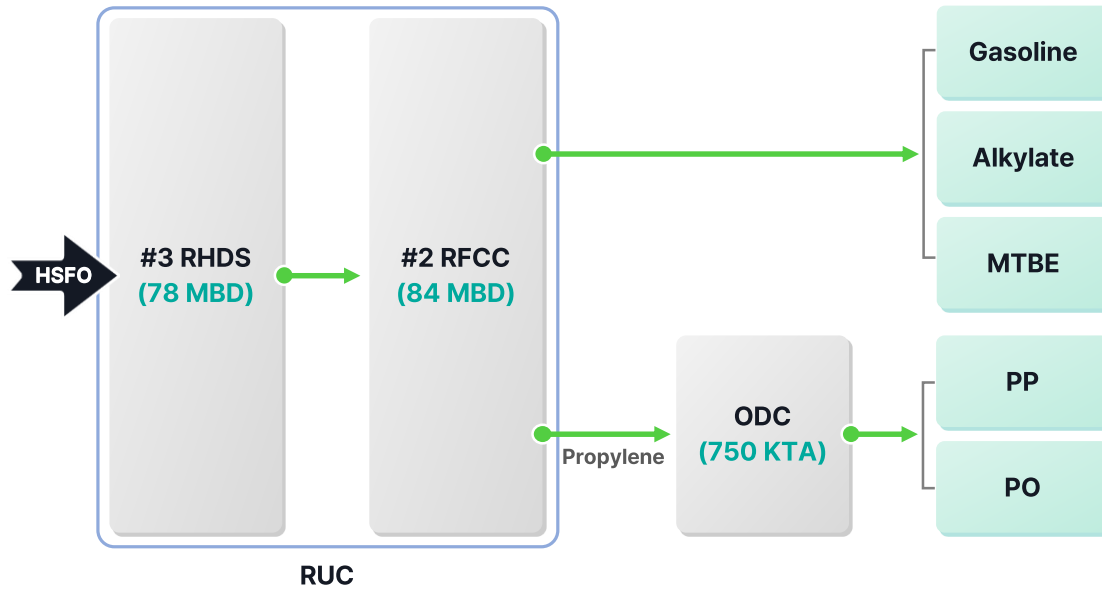 HSFO
#3 RHDS
(78 MBD)
#2 RFCC
(84 MBD)
RUC
Gasoline
Alkylate
MTBE
Propylene
ODC
(750 KTA)
PP
PO